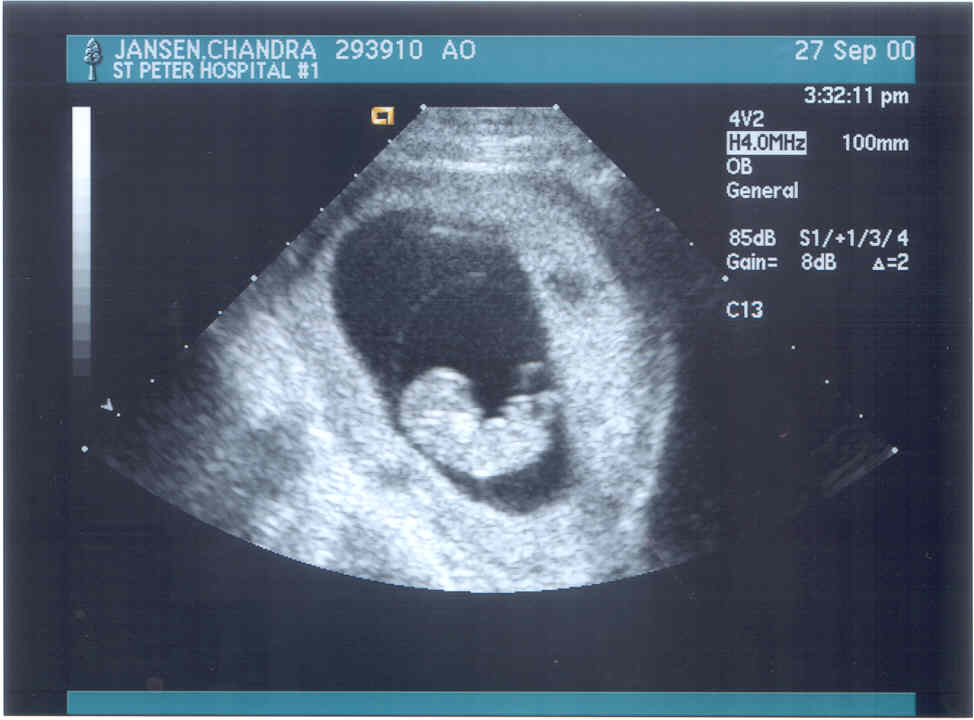 JANSEN,CHANDRA 293910 AO 27 Sep 00
ST PETER HOSPITAL #1
3:32:11 pm
4V2
H4.0MHz 100mm
OB
General
85dB S1/+1/3/4
Gain= 8dB Δ=2
C13